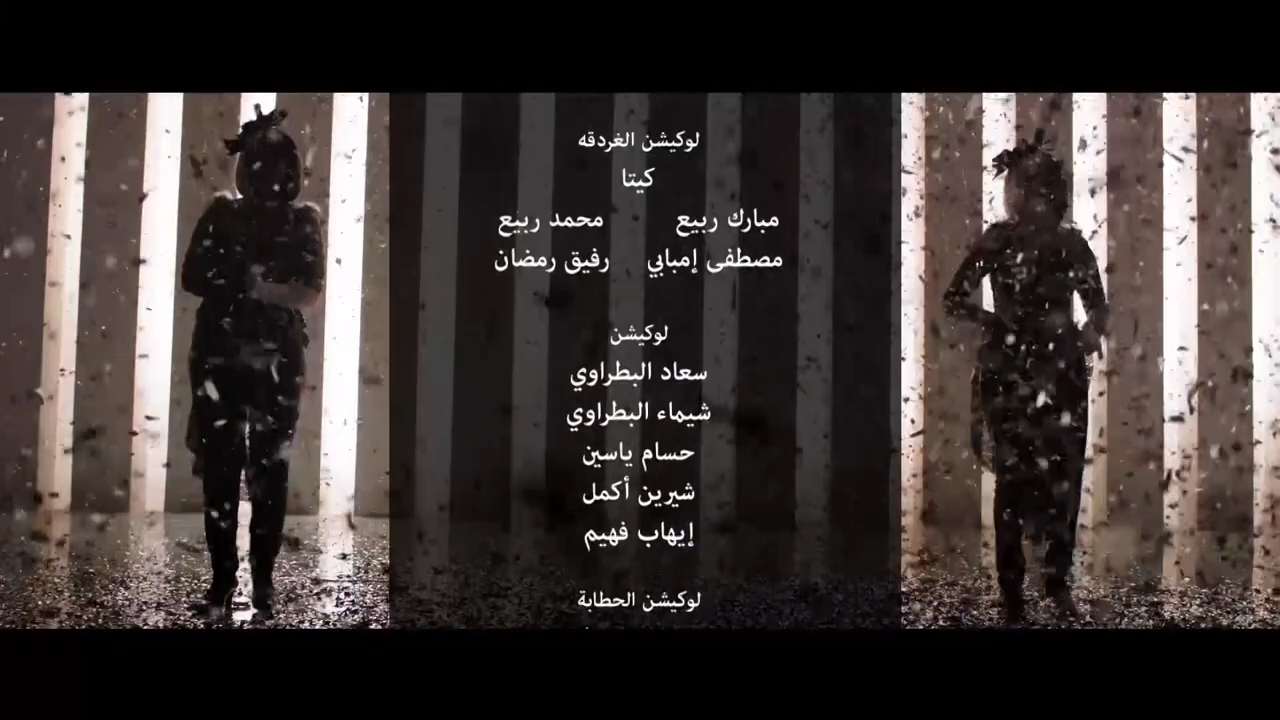 لوكيشن الغردقه
كيتا
مبارك ربيع محمد ربيع
مصطفى إمبابي رفيق رمضان
لوكيشن
سعاد البطراوي
شيماء البطراوي
حسام ياسين
شيرين أكمل
إيهاب فهيم
لوكيشن الحطابة